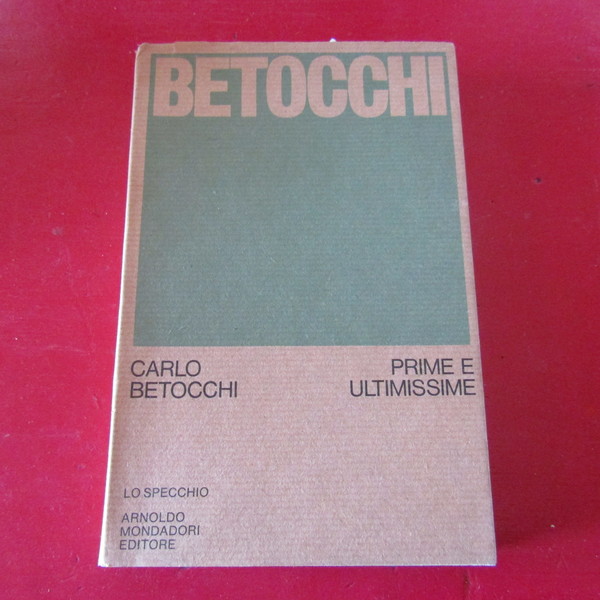 BETOCCHI
CARLO
BETOCCHI
PRIME E
ULTIMISSIME
LO SPECCHIO
ARNOLDO
MONDADORI
EDITORE